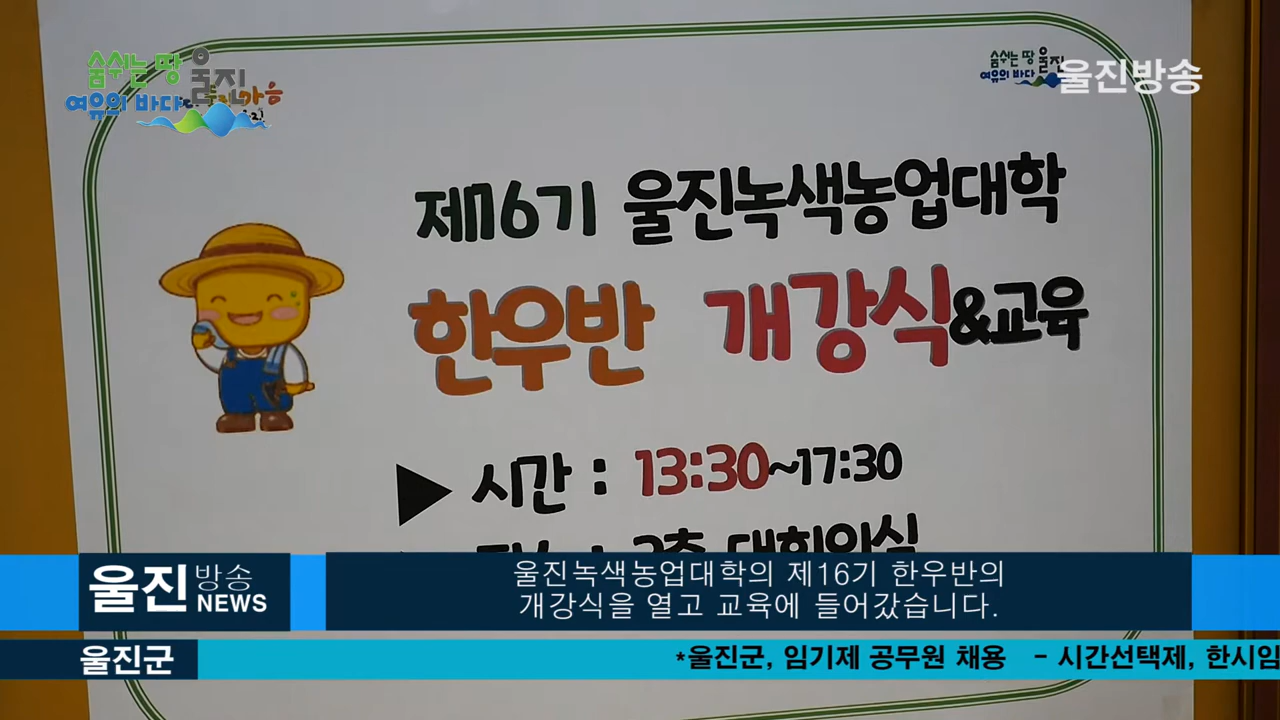 숨쉬는 땅 울진
여유의 바다
숨쉬는 땅 울진
여유의 바다
울진방송
제16기 울진녹색농업대학
한우반 개강식&교육
▶ 시간 : 13:30~17:30
대회의실
울진방송 NEWS
울진녹색농업대학의 제16기 한우반의
개강식을 열고 교육에 들어갔습니다.
울진군
*울진군, 임기제 공무원 채용 - 시간선택제, 한시임